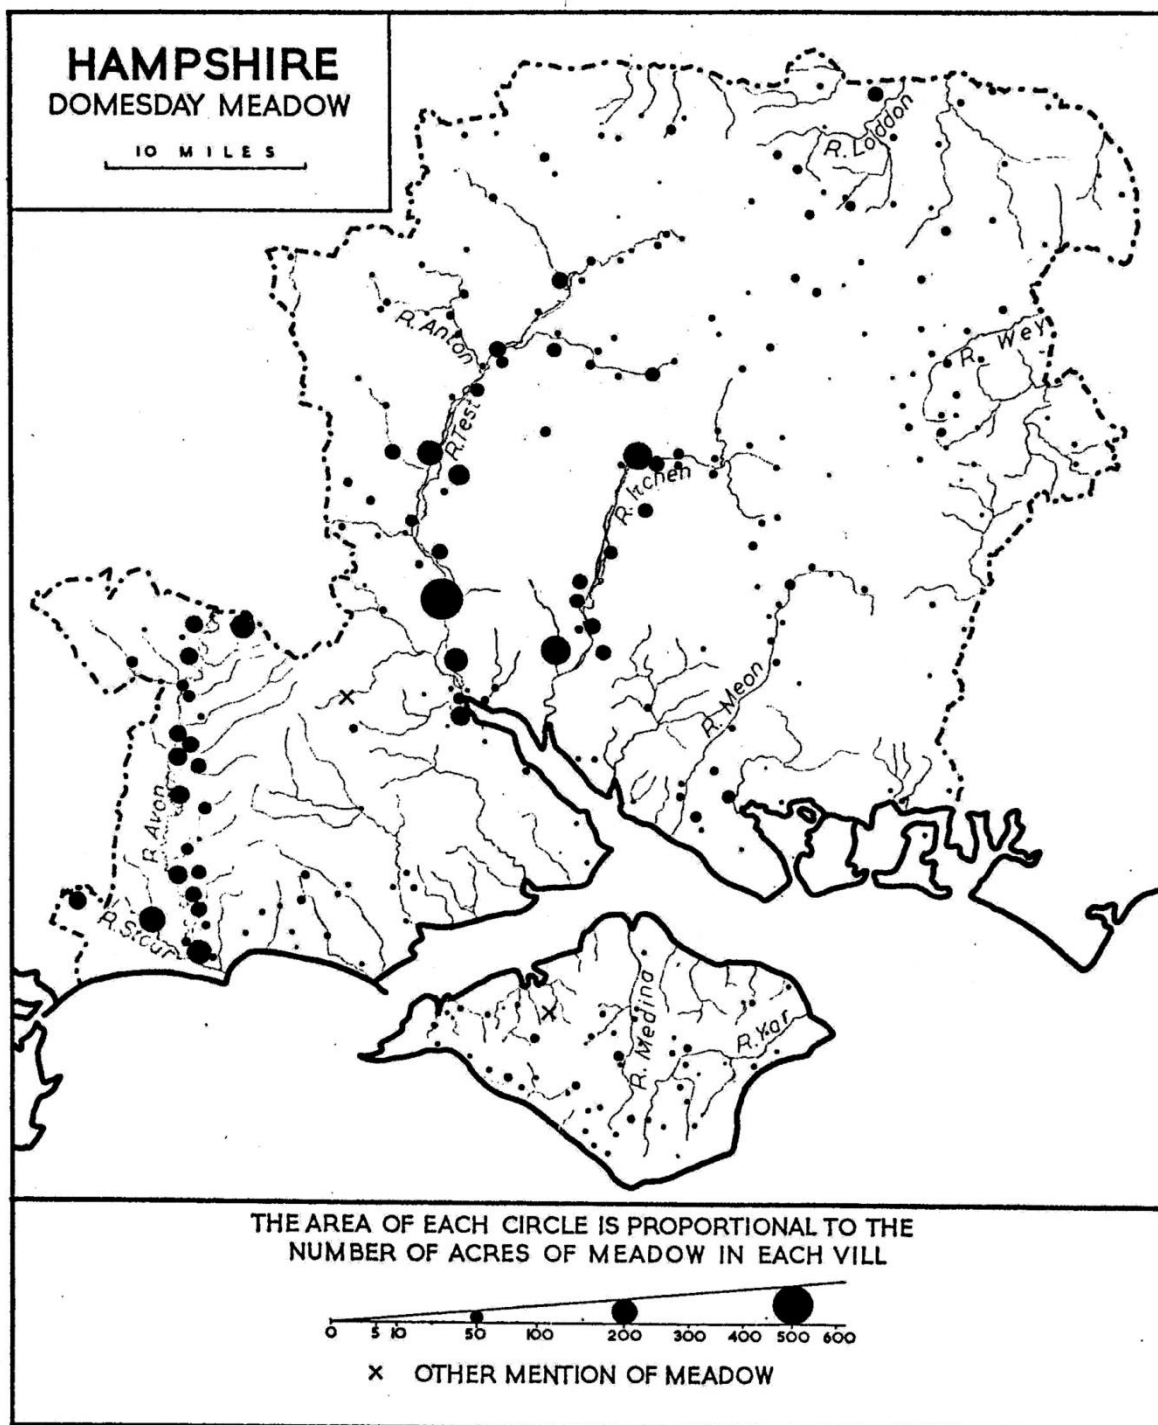 HAMPSHIRE
DOMESDAY MEADOW
10 MILES
R. Loddon
R. Anton
R. Wey
R. Test
R. Itchen
R. Meon
R. Avon
R. Stour
R. Medina
R. Yar
THE AREA OF EACH CIRCLE IS PROPORTIONAL TO THE
NUMBER OF ACRES OF MEADOW IN EACH VILL
0 5 10 50 100 200 300 400 500 600
× OTHER MENTION OF MEADOW